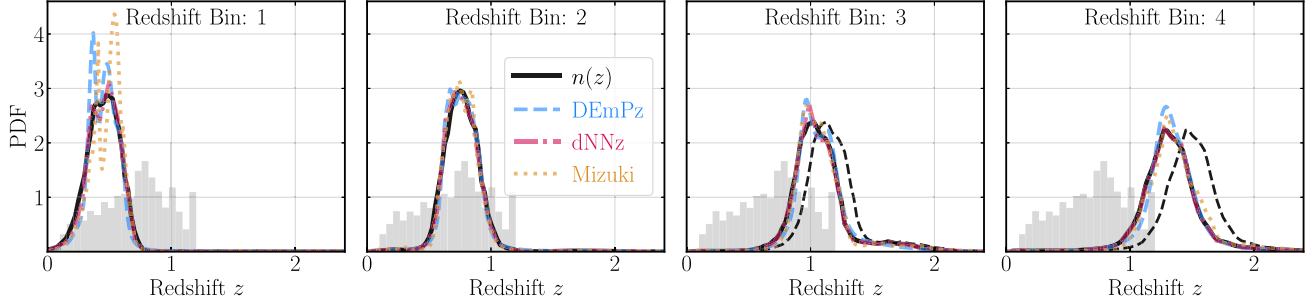 Redshift Bin: 1
Redshift Bin: 2
Redshift Bin: 3
Redshift Bin: 4
PDF
4
3
2
1
n(z)
DEmPz
dNNz
Mizuki
0 1 2
0 1 2
0 1 2
0 1 2
Redshift z
Redshift z
Redshift z
Redshift z